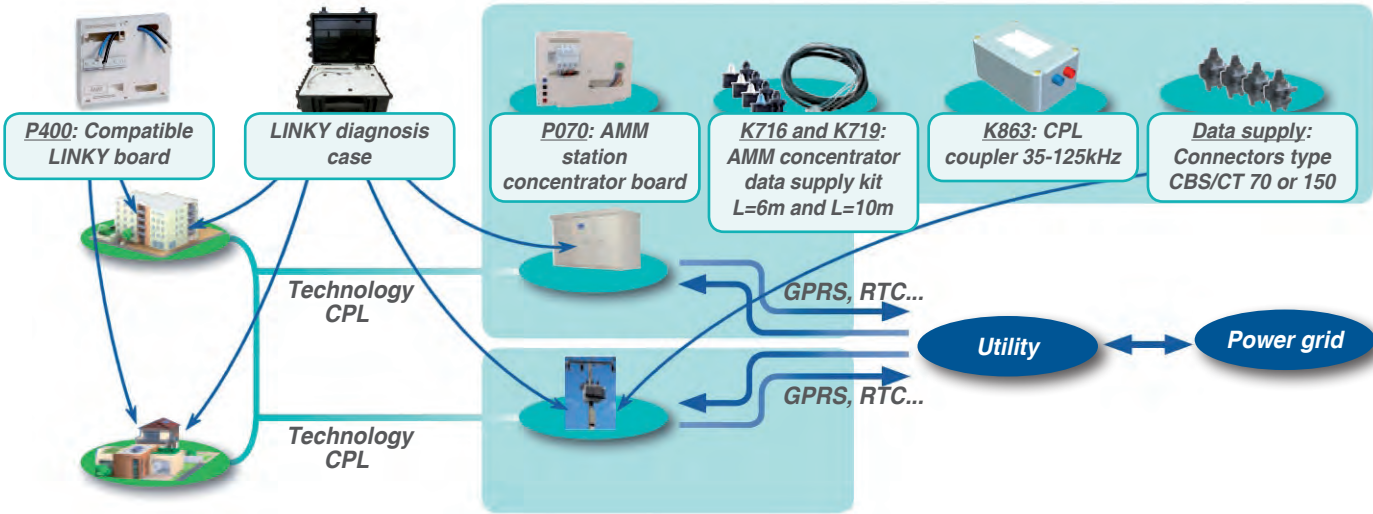 P400: Compatible
LINKY board
LINKY diagnosis
case
P070: AMM
station
concentrator board
K716 and K719:
AMM concentrator
data supply kit
L=6m and L=10m
K863: CPL
coupler 35-125kHz
Data supply:
Connectors type
CBS/CT 70 or 150
Technology
CPL
GPRS, RTC...
Utility
Power grid
GPRS, RTC...
Technology
CPL